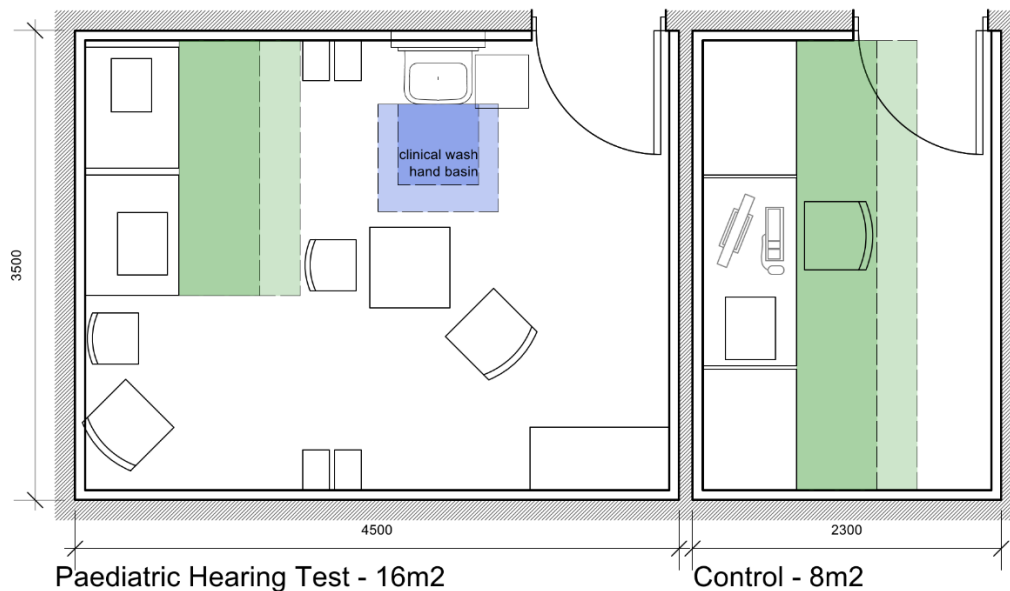 clinical wash
hand basin
3500
4500
2300
Paediatric Hearing Test - 16m2
Control - 8m2